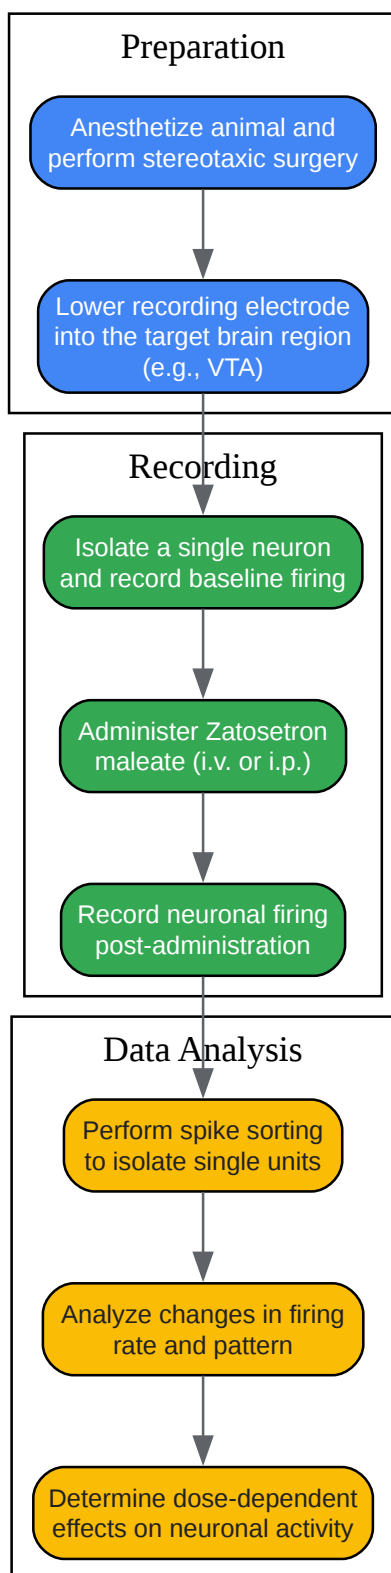 Preparation
Anesthetize animal and
perform stereotaxic surgery
Lower recording electrode
into the target brain region
(e.g., VTA)
Recording
Isolate a single neuron
and record baseline firing
Administer Zatosetron
maleate (i.v. or i.p.)
Record neuronal firing
post-administration
Data Analysis
Perform spike sorting
to isolate single units
Analyze changes in firing
rate and pattern
Determine dose-dependent
effects on neuronal activity